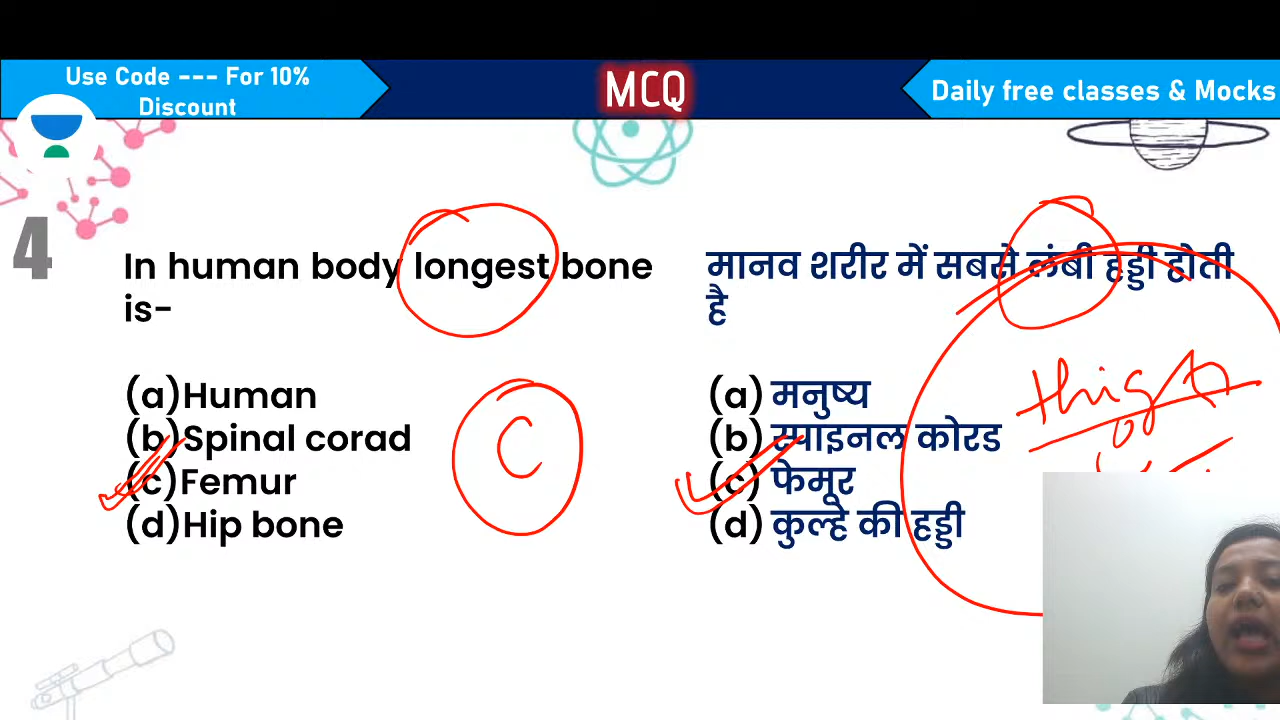 Use Code --- For 10%
Discount
MCQ
Daily free classes & Mocks
4
In human body longest bone
is-
(a)Human
(b)Spinal corad
(c)Femur
(d)Hip bone
C
मानव शरीर में सबसे लंबी हड्डी होती
है
(a) मनुष्य
(b) स्पाइनल कोरड
(c) फेमूर
(d) कुल्हे की हड्डी
thigh